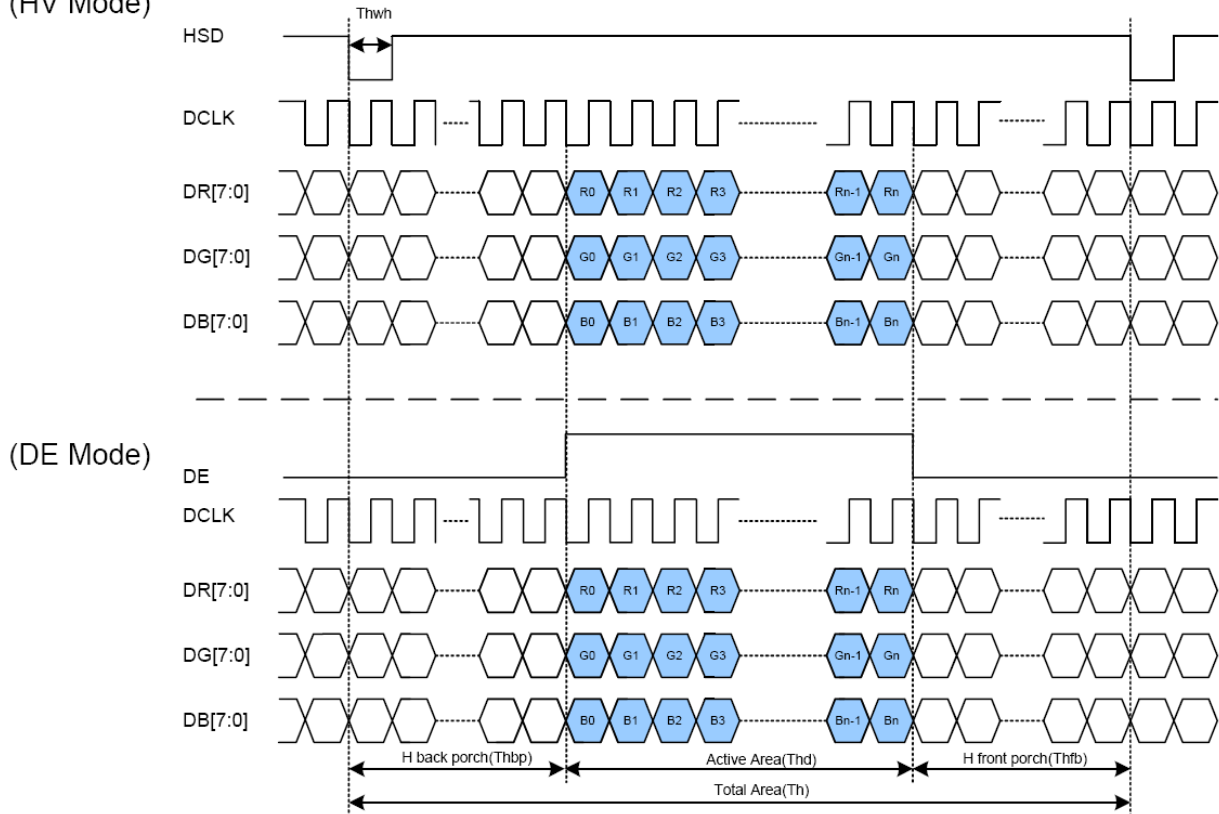 (HV Mode)
Thwh
HSD
DCLK
DR[7:0] R0 R1 R2 R3 Rn-1 Rn
DG[7:0] G0 G1 G2 G3 Gn-1 Gn
DB[7:0] B0 B1 B2 B3 Bn-1 Bn
(DE Mode)
DE
DCLK
DR[7:0] R0 R1 R2 R3 Rn-1 Rn
DG[7:0] G0 G1 G2 G3 Gn-1 Gn
DB[7:0] B0 B1 B2 B3 Bn-1 Bn
H back porch(Thbp) Active Area(Thd) H front porch(Thfb)
Total Area(Th)